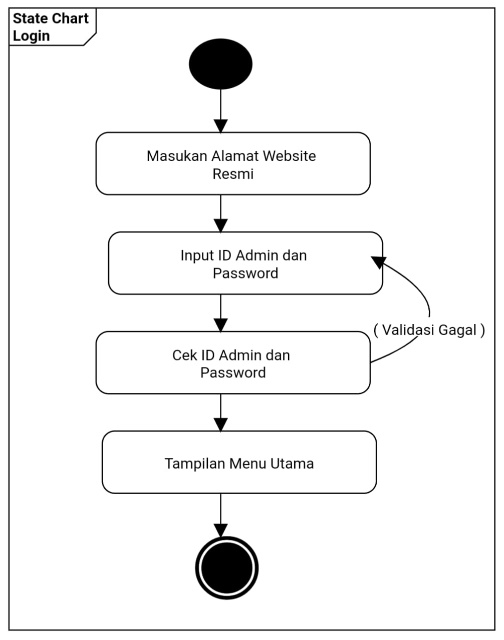 State Chart
Login
Masukan Alamat Website
Resmi
Input ID Admin dan
Password
( Validasi Gagal )
Cek ID Admin dan
Password
Tampilan Menu Utama